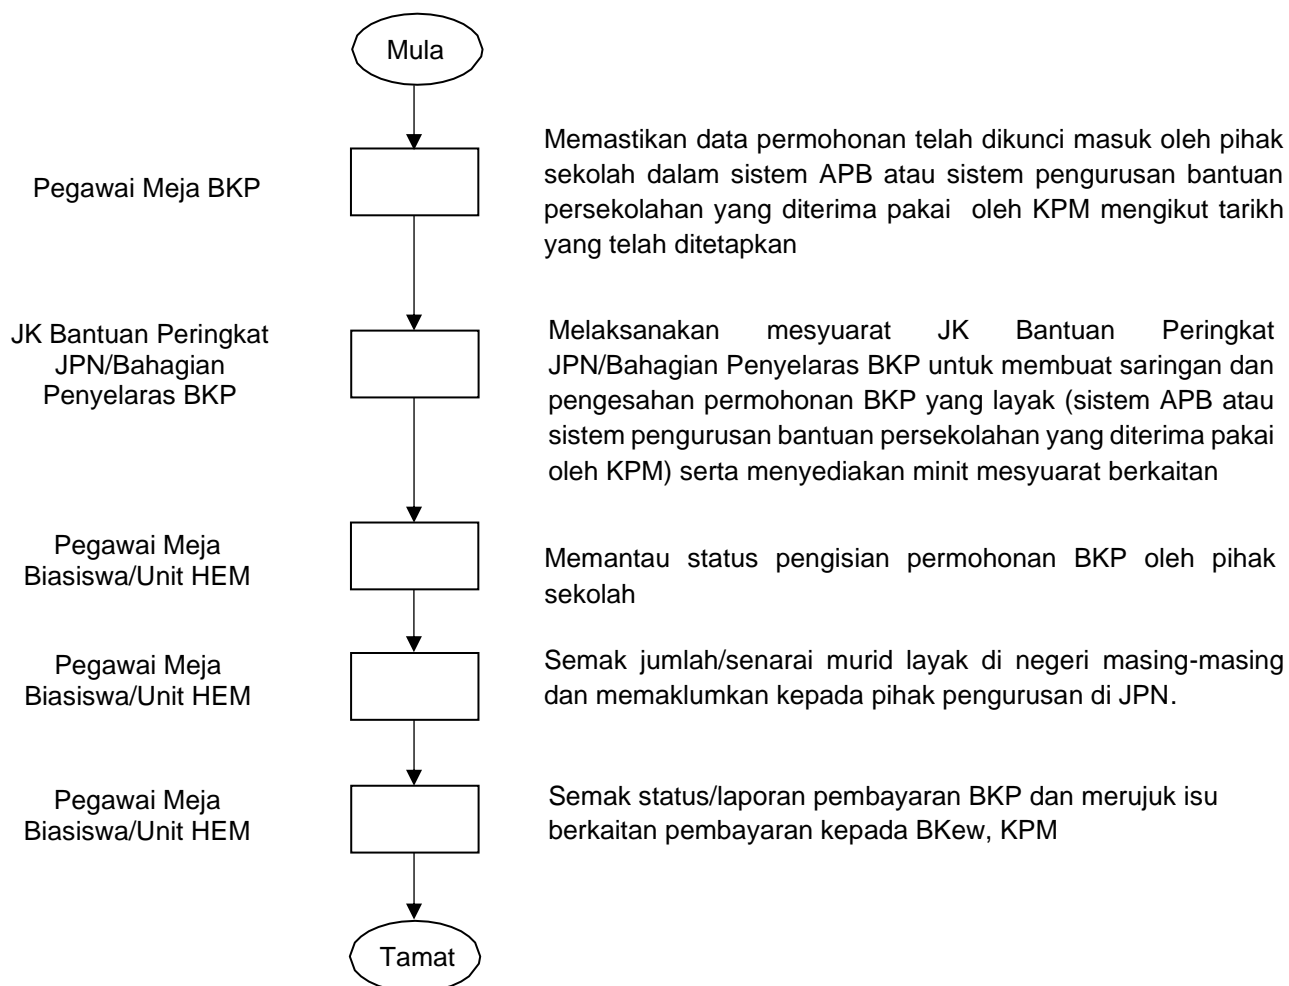 Mula
Pegawai Meja BKP
Memastikan data permohonan telah dikunci masuk oleh pihak
sekolah dalam sistem APB atau sistem pengurusan bantuan
persekolahan yang diterima pakai oleh KPM mengikut tarikh
yang telah ditetapkan
JK Bantuan Peringkat
JPN/Bahagian
Penyelaras BKP
Melaksanakan mesyuarat JK Bantuan Peringkat
JPN/Bahagian Penyelaras BKP untuk membuat saringan dan
pengesahan permohonan BKP yang layak (sistem APB atau
sistem pengurusan bantuan persekolahan yang diterima pakai
oleh KPM) serta menyediakan minit mesyuarat berkaitan
Pegawai Meja
Biasiswa/Unit HEM
Memantau status pengisian permohonan BKP oleh pihak
sekolah
Pegawai Meja
Biasiswa/Unit HEM
Semak jumlah/senarai murid layak di negeri masing-masing
dan memaklumkan kepada pihak pengurusan di JPN.
Pegawai Meja
Biasiswa/Unit HEM
Semak status/laporan pembayaran BKP dan merujuk isu
berkaitan pembayaran kepada BKew, KPM
Tamat